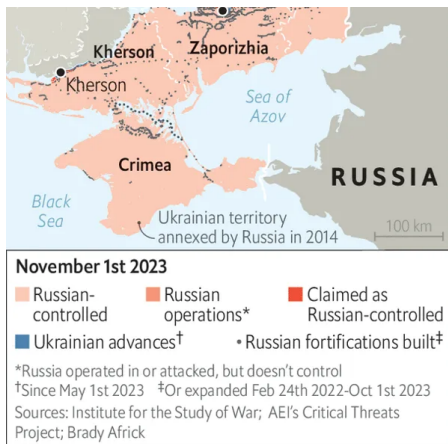 Kherson
Zaporizhia
Kherson
Sea of
Azov
Crimea
RUSSIA
Black
Sea
Ukrainian territory
annexed by Russia in 2014
100 km
November 1st 2023
Russian-
controlled
Russian
operations*
Claimed as
Russian-controlled
Ukrainian advances†
Russian fortifications built‡
*Russia operated in or attacked, but doesn't control
†Since May 1st 2023 ‡Or expanded Feb 24th 2022-Oct 1st 2023
Sources: Institute for the Study of War; AEI's Critical Threats
Project; Brady Africk